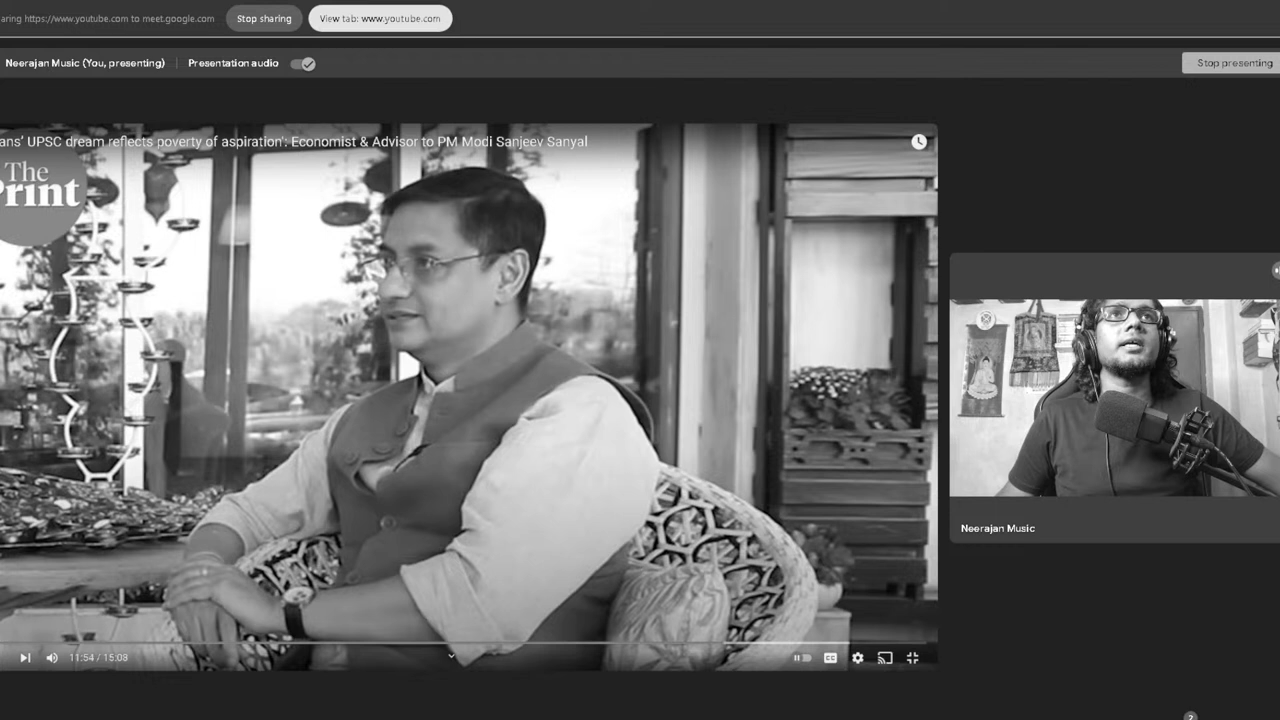 aring https://www.youtube.com to meet.google.com
Stop sharing
View tab: www.youtube.com
Neerajan Music (You, presenting)
Presentation audio
Stop presenting
ans' UPSC dream reflects poverty of aspiration': Economist & Advisor to PM Modi Sanjeev Sanyal
The
Print
11:54 / 15:08
CC
Neerajan Music